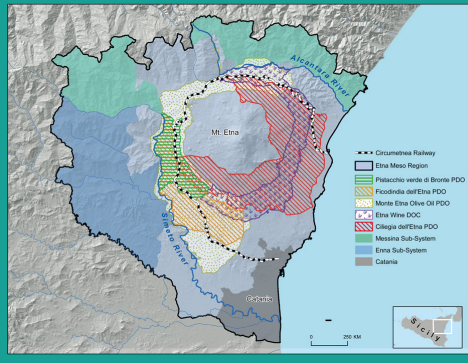 Alcantara River
Mt. Etna
Simeto River
Catania
Circumetnea Railway
Etna Meso Region
Pistacchio verde di Bronte PDO
Ficodindia dell'Etna PDO
Monte Etna Olive Oil PDO
Etna Wine DOC
Ciliegia dell'Etna PDO
Messina Sub-System
Enna Sub-System
Catania
0 250 KM
Sicily